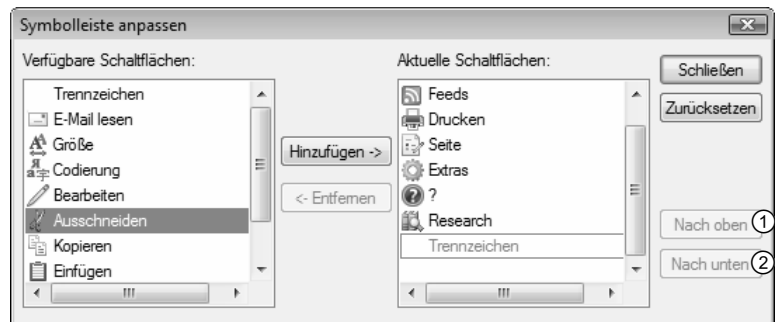 Symbolleiste anpassen
Verfügbare Schaltflächen:
Trennzeichen
E-Mail lesen
Größe
Codierung
Bearbeiten
Ausschneiden
Kopieren
Einfügen
Hinzufügen ->
<- Entfernen
Aktuelle Schaltflächen:
Feeds
Drucken
Seite
Extras
?
Research
Trennzeichen
Schließen
Zurücksetzen
Nach oben 1
Nach unten 2